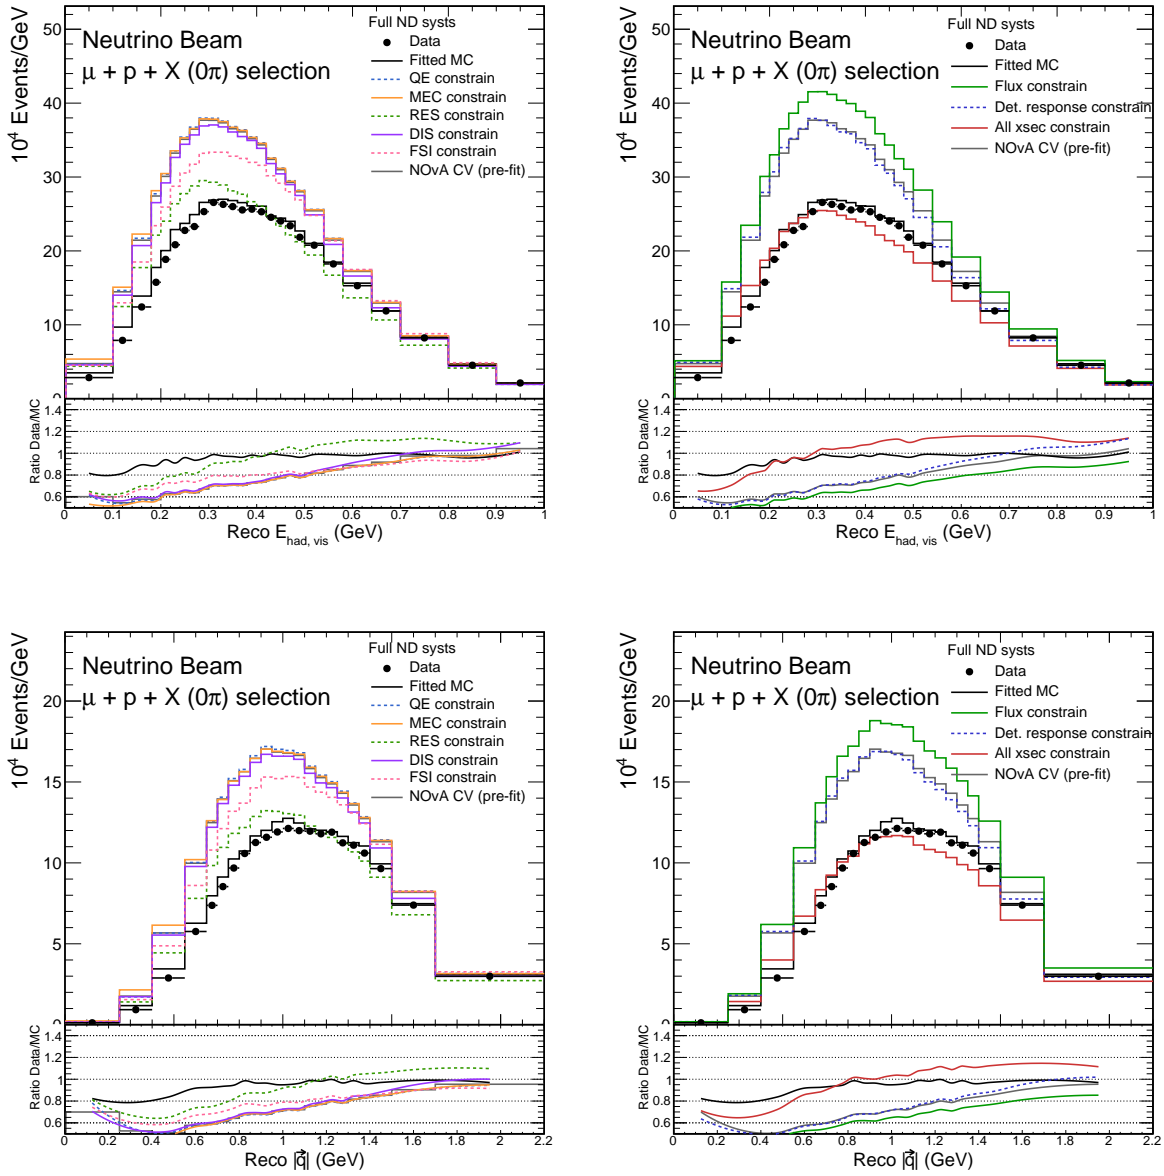 Neutrino Beam
μ + p + X (0π) selection
Full ND systs
Data
Fitted MC
QE constrain
MEC constrain
RES constrain
DIS constrain
FSI constrain
NOvA CV (pre-fit)
10⁴ Events/GeV
50
40
30
20
10
Ratio Data/MC
1.4
1.2
1
0.8
0.6
0 0.1 0.2 0.3 0.4 0.5 0.6 0.7 0.8 0.9 1
Reco E_had, vis (GeV)
Neutrino Beam
μ + p + X (0π) selection
Full ND systs
Data
Fitted MC
Flux constrain
Det. response constrain
All xsec constrain
NOvA CV (pre-fit)
10⁴ Events/GeV
50
40
30
20
10
Ratio Data/MC
1.4
1.2
1
0.8
0.6
0 0.1 0.2 0.3 0.4 0.5 0.6 0.7 0.8 0.9 1
Reco E_had, vis (GeV)
Neutrino Beam
μ + p + X (0π) selection
Full ND systs
Data
Fitted MC
QE constrain
MEC constrain
RES constrain
DIS constrain
FSI constrain
NOvA CV (pre-fit)
10⁴ Events/GeV
20
15
10
5
Ratio Data/MC
1.4
1.2
1
0.8
0.6
0 0.2 0.4 0.6 0.8 1 1.2 1.4 1.6 1.8 2 2.2
Reco |q⃗| (GeV)
Neutrino Beam
μ + p + X (0π) selection
Full ND systs
Data
Fitted MC
Flux constrain
Det. response constrain
All xsec constrain
NOvA CV (pre-fit)
10⁴ Events/GeV
20
15
10
5
Ratio Data/MC
1.4
1.2
1
0.8
0.6
0 0.2 0.4 0.6 0.8 1 1.2 1.4 1.6 1.8 2 2.2
Reco |q⃗| (GeV)